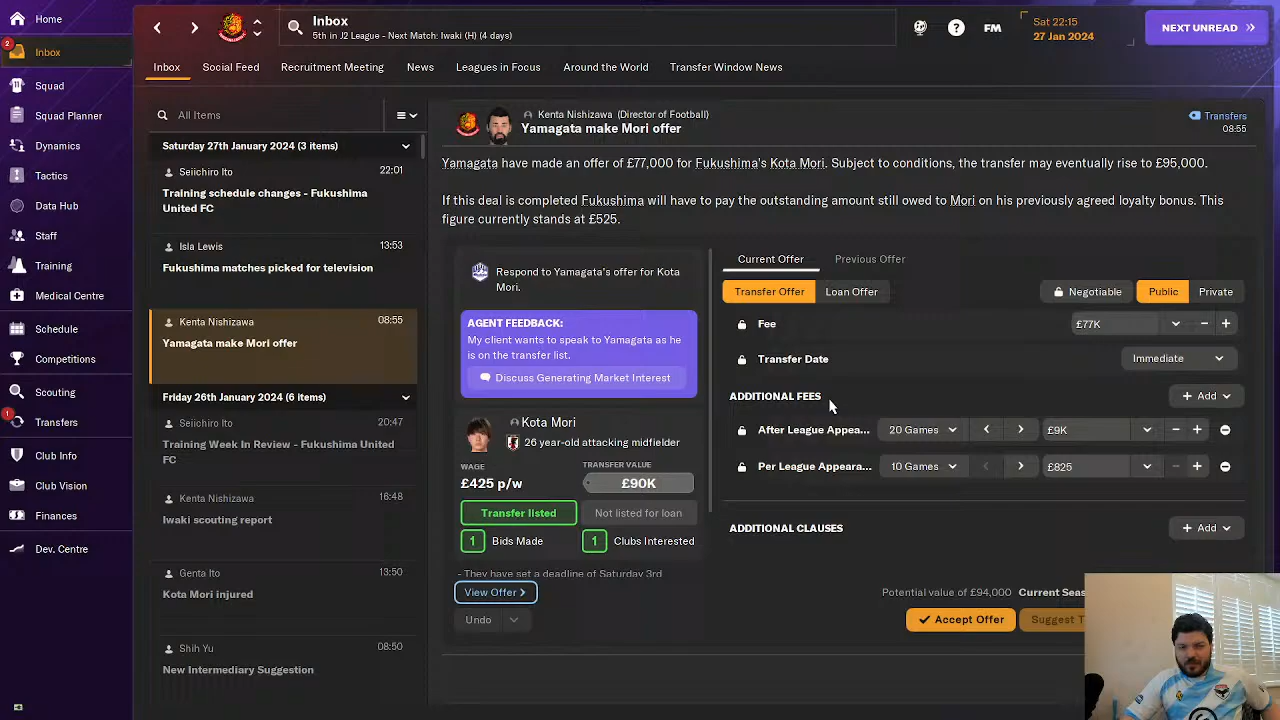 Home
Inbox
5th in J2 League - Next Match: Iwaki (H) (4 days)
FM
Sat 22:15
27 Jan 2024
NEXT UNREAD
2
Inbox
Squad
Squad Planner
Dynamics
Tactics
Data Hub
Staff
Training
Medical Centre
Schedule
Competitions
Scouting
1
Transfers
Club Info
Club Vision
Finances
Dev. Centre
Inbox
Social Feed
Recruitment Meeting
News
Leagues in Focus
Around the World
Transfer Window News
All Items
Saturday 27th January 2024 (3 items)
Seiichiro Ito
22:01
Training schedule changes - Fukushima
United FC
Isla Lewis
13:53
Fukushima matches picked for television
Kenta Nishizawa
08:55
Yamagata make Mori offer
Friday 26th January 2024 (6 items)
Seiichiro Ito
20:47
Training Week In Review - Fukushima United
FC
Kenta Nishizawa
16:48
Iwaki scouting report
Genta Ito
13:50
Kota Mori injured
Shih Yu
08:50
New Intermediary Suggestion
Kenta Nishizawa (Director of Football)
Yamagata make Mori offer
Transfers
08:55
Yamagata have made an offer of £77,000 for Fukushima's Kota Mori. Subject to conditions, the transfer may eventually rise to £95,000.
If this deal is completed Fukushima will have to pay the outstanding amount still owed to Mori on his previously agreed loyalty bonus. This
figure currently stands at £525.
Respond to Yamagata's offer for Kota
Mori.
AGENT FEEDBACK:
My client wants to speak to Yamagata as he
is on the transfer list.
Discuss Generating Market Interest
Kota Mori
26 year-old attacking midfielder
WAGE
£425 p/w
TRANSFER VALUE
£90K
Transfer listed
Not listed for loan
1 Bids Made
1 Clubs Interested
- They have set a deadline of Saturday 3rd
View Offer >
Undo
Current Offer
Previous Offer
Transfer Offer
Loan Offer
Negotiable
Public
Private
Fee
£77K
Transfer Date
Immediate
ADDITIONAL FEES
+ Add
After League Appea...
20 Games
£9K
Per League Appeara...
10 Games
£825
ADDITIONAL CLAUSES
+ Add
Potential value of £94,000
Current Seas
Accept Offer
Suggest T